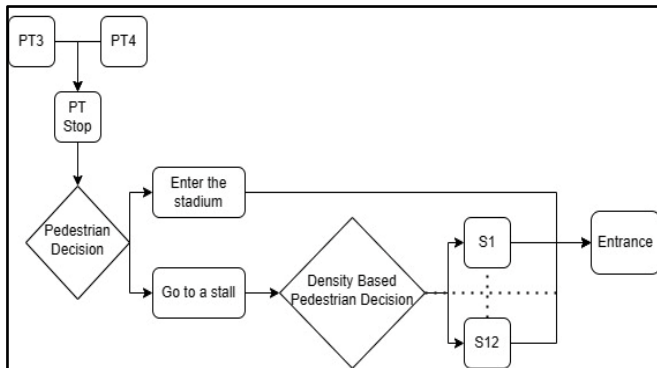 PT3
PT4
PT
Stop
Pedestrian
Decision
Enter the
stadium
Go to a stall
Density Based
Pedestrian Decision
S1
S12
Entrance